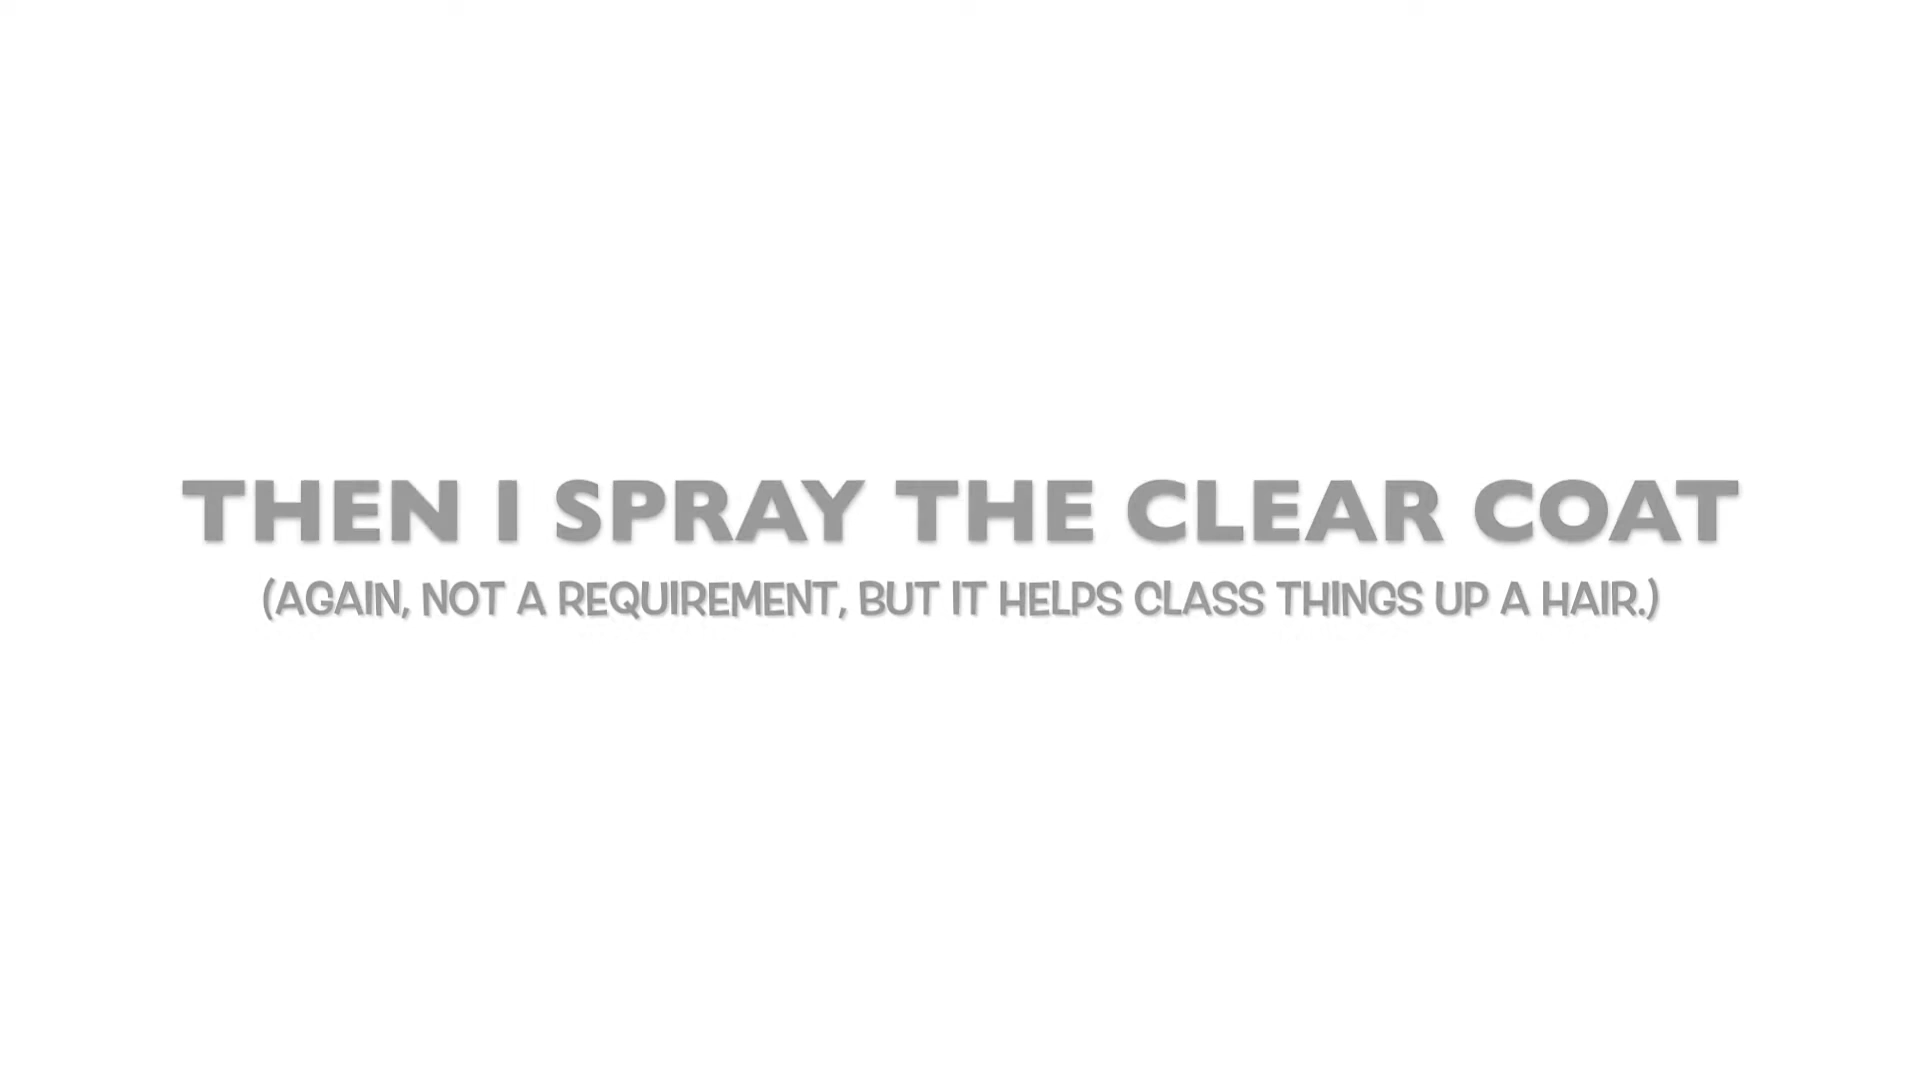 THEN I SPRAY THE CLEAR COAT
(AGAIN, NOT A REQUIREMENT, BUT IT HELPS CLASS THINGS UP A HAIR.)